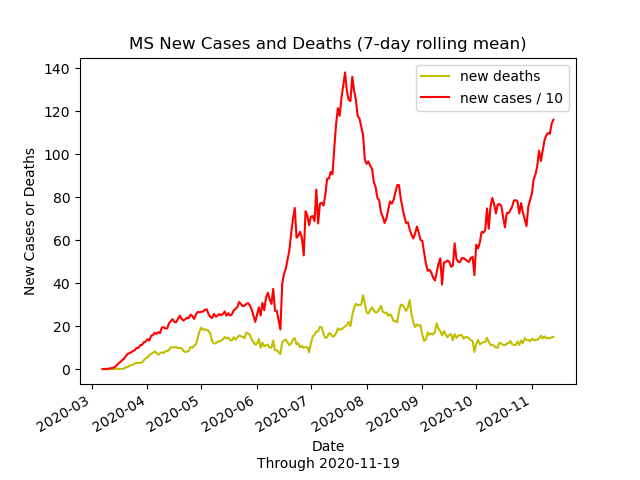 MS New Cases and Deaths (7-day rolling mean)
new deaths
new cases / 10
New Cases or Deaths
140
120
100
80
60
40
20
0
2020-03
2020-04
2020-05
2020-06
2020-07
2020-08
2020-09
2020-10
2020-11
Date
Through 2020-11-19